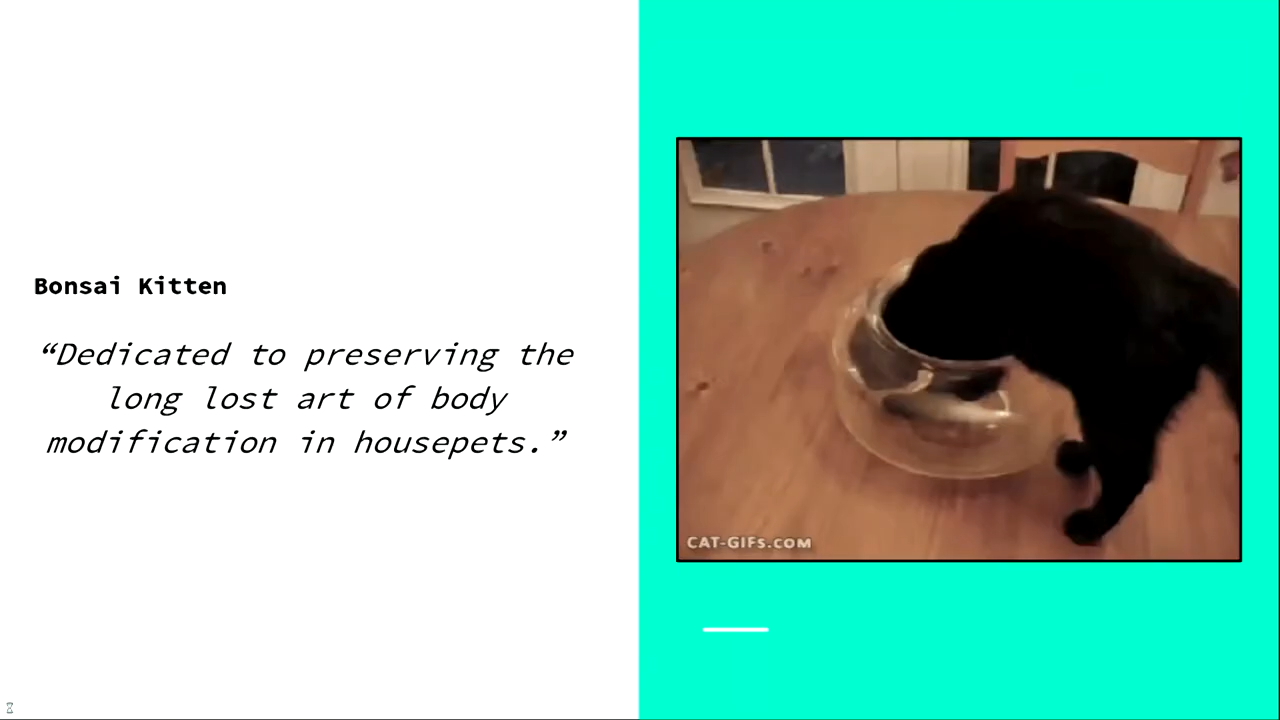 Bonsai Kitten
“Dedicated to preserving the
long lost art of body
modification in housepets.”
CAT-GIFS.COM